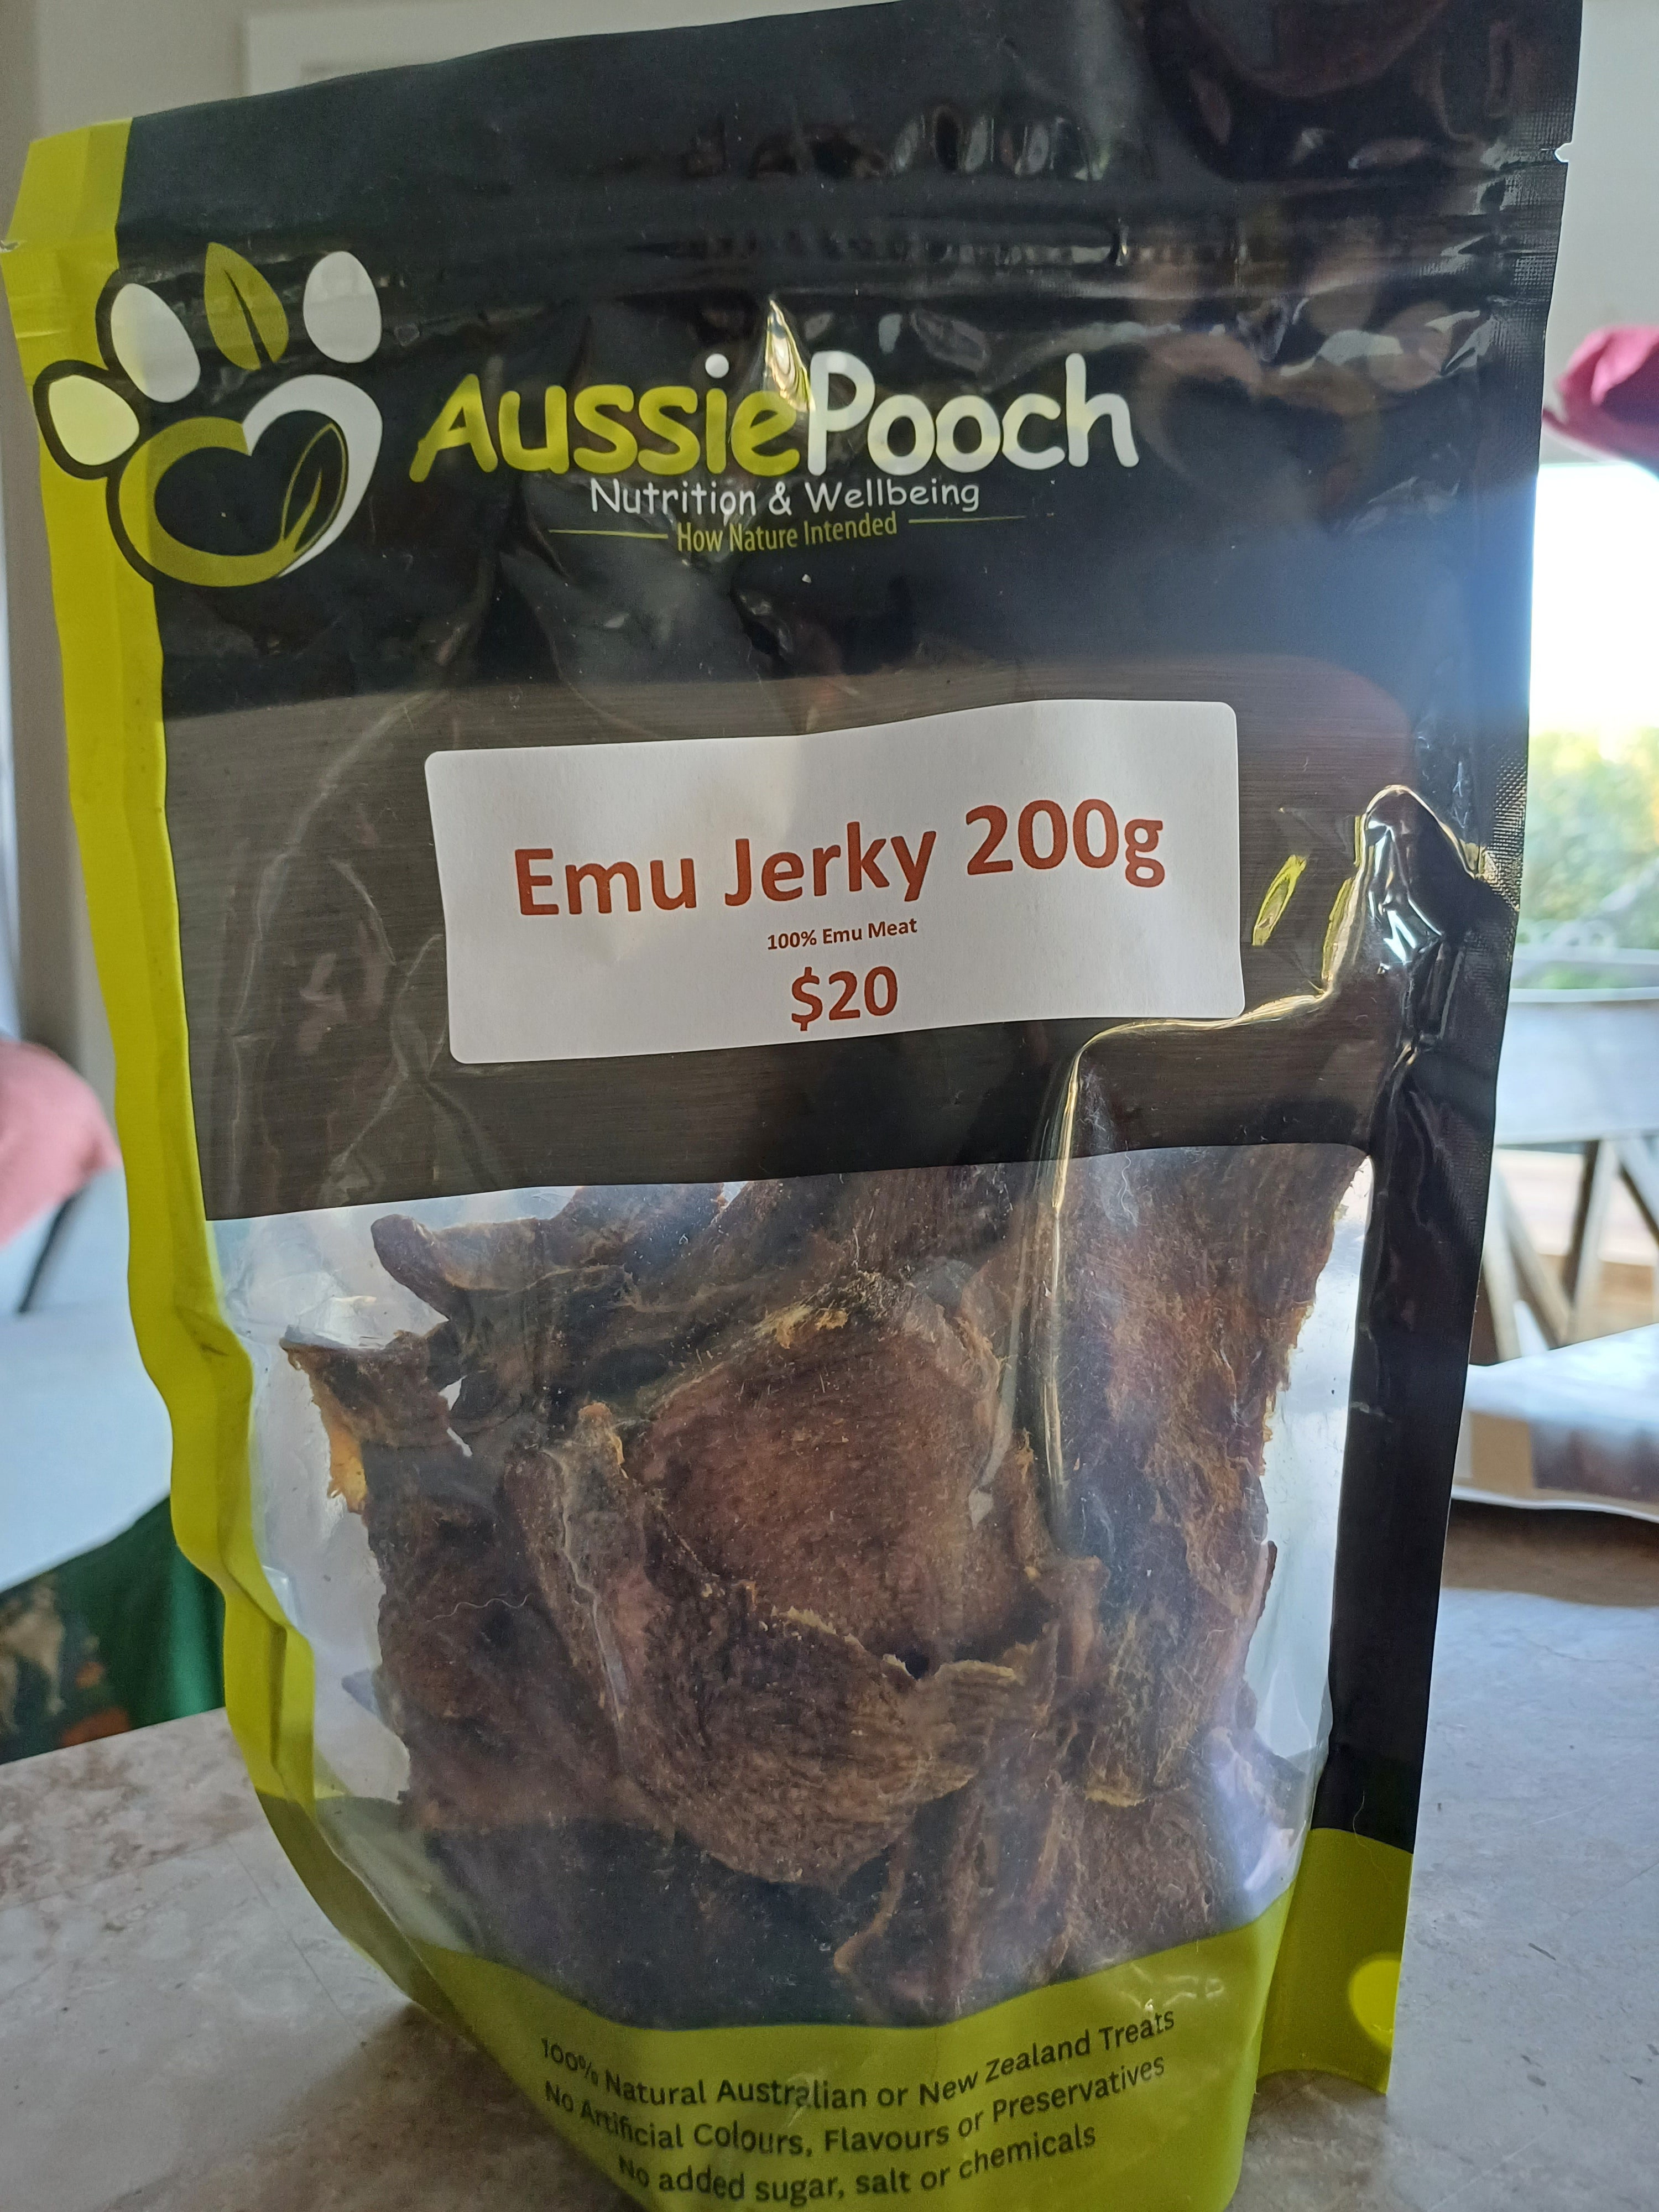 AussiePooch
Nutrition & Wellbeing
How Nature Intended
Emu Jerky 200g
100% Emu Meat
$20
100% Natural Australian or New Zealand Treats
No Artificial Colours, Flavours or Preservatives
No added sugar, salt or chemicals